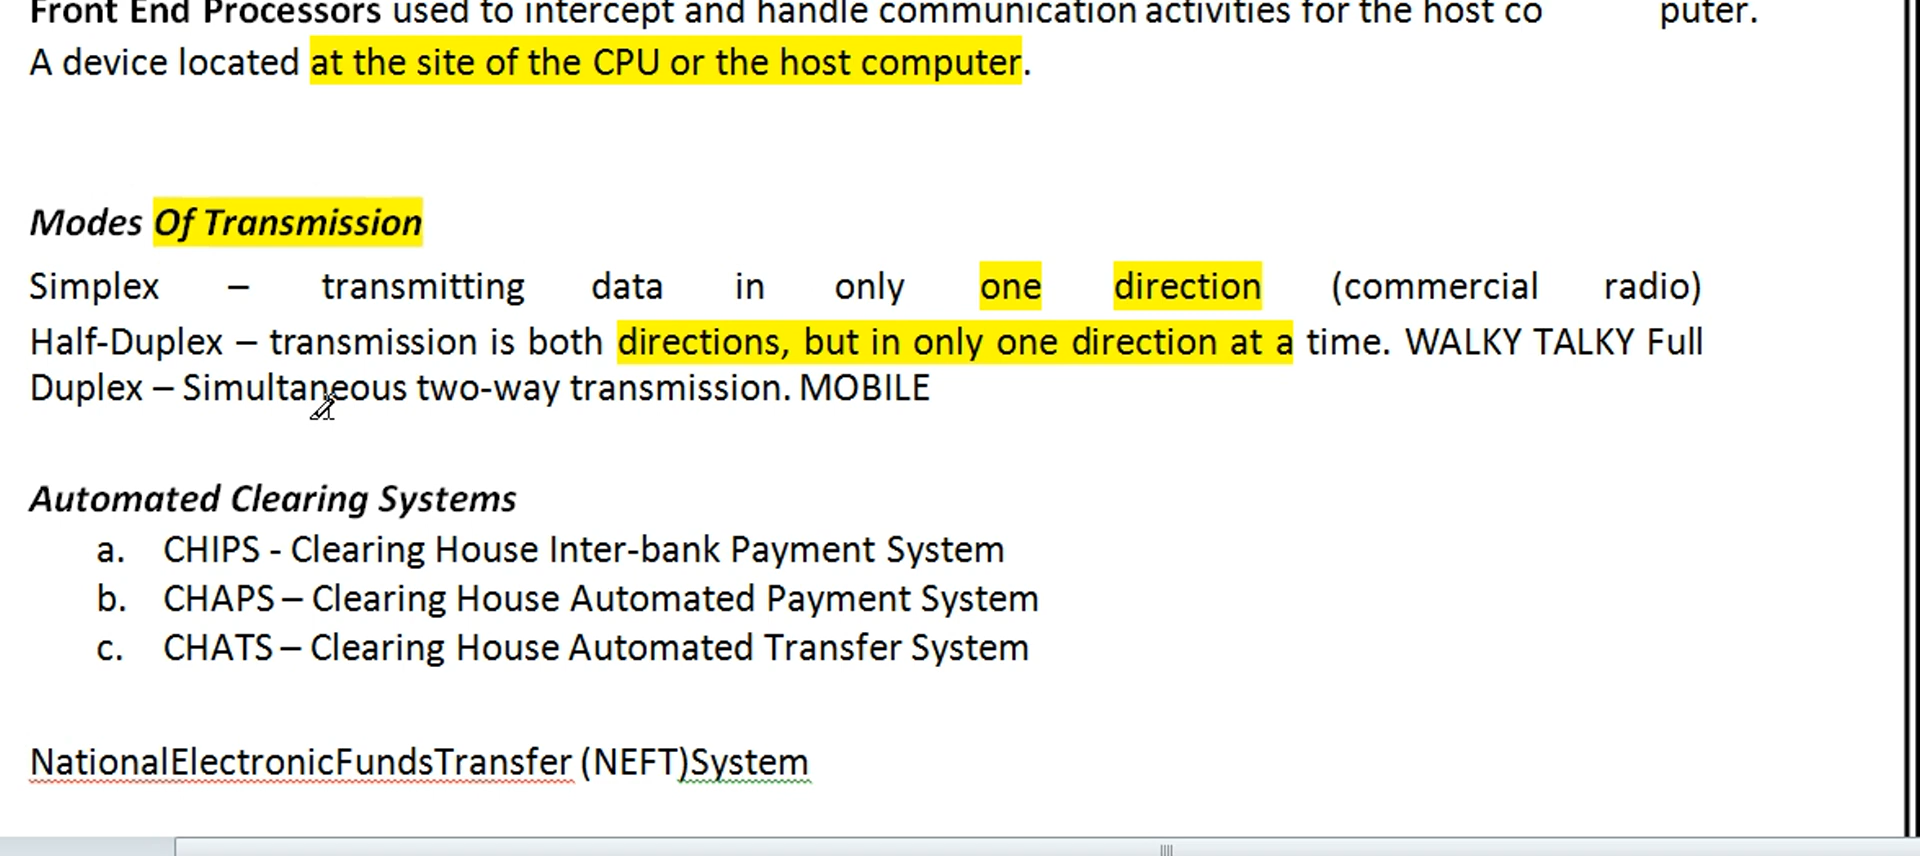 Front End Processors used to intercept and handle communication activities for the host co puter.
A device located at the site of the CPU or the host computer.
Modes Of Transmission
Simplex – transmitting data in only one direction (commercial radio)
Half-Duplex – transmission is both directions, but in only one direction at a time. WALKY TALKY Full
Duplex – Simultaneous two-way transmission. MOBILE
Automated Clearing Systems
a. CHIPS - Clearing House Inter-bank Payment System
b. CHAPS – Clearing House Automated Payment System
c. CHATS – Clearing House Automated Transfer System
NationalElectronicFundsTransfer (NEFT)System